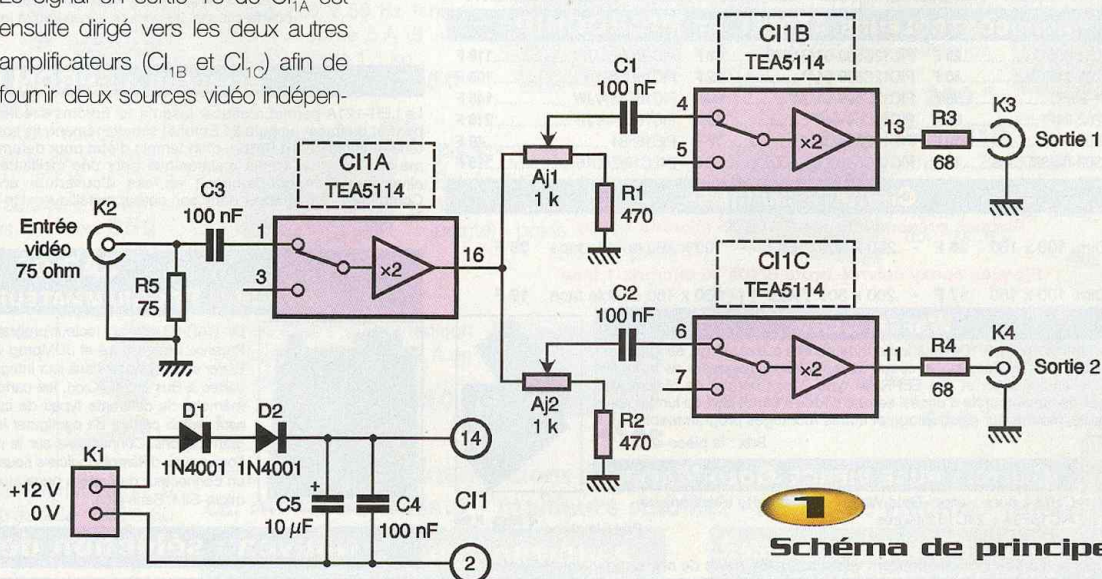 Le signal en sortie 16 de CI1A est
ensuite dirigé vers les deux autres
amplificateurs (CI1B et CI1C) afin de
fournir deux sources vidéo indépen-
CI1A
TEA5114
K2
Entrée
vidéo
75 ohm
C3
100 nF
R5
75
1
3
×2
16
CI1B
TEA5114
C1
100 nF
Aj1
1 k
R1
470
4
5
×2
13
R3
68
K3
Sortie 1
CI1C
TEA5114
C2
100 nF
Aj2
1 k
R2
470
6
7
×2
11
R4
68
K4
Sortie 2
K1
+12 V
0 V
D1
1N4001
D2
1N4001
+
C5
10 µF
C4
100 nF
14
CI1
2
1
Schéma de principe